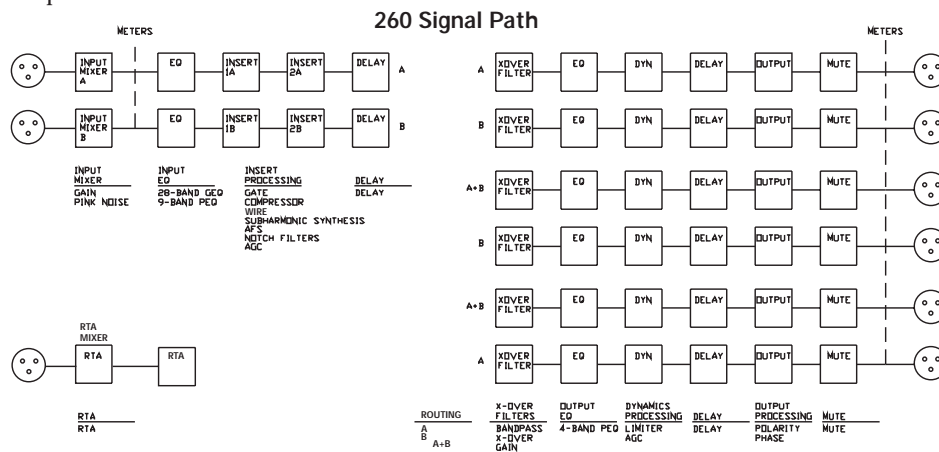 260 Signal Path
METERS
METERS
INPUT MIXER A
EQ
INSERT 1A
INSERT 2A
DELAY
A
INPUT MIXER B
EQ
INSERT 1B
INSERT 2B
DELAY
B
INPUT MIXER
GAIN
PINK NOISE
INPUT EQ
28-BAND GEQ
9-BAND PEQ
INSERT PROCESSING
GATE
COMPRESSOR
WIRE
SUBHARMONIC SYNTHESIS
AFS
NOTCH FILTERS
AGC
DELAY
DELAY
RTA MIXER
RTA
RTA
RTA
RTA
A
XOVER FILTER
EQ
DYN
DELAY
OUTPUT
MUTE
B
XOVER FILTER
EQ
DYN
DELAY
OUTPUT
MUTE
A+B
XOVER FILTER
EQ
DYN
DELAY
OUTPUT
MUTE
B
XOVER FILTER
EQ
DYN
DELAY
OUTPUT
MUTE
A+B
XOVER FILTER
EQ
DYN
DELAY
OUTPUT
MUTE
A
XOVER FILTER
EQ
DYN
DELAY
OUTPUT
MUTE
ROUTING
A
B
A+B
X-OVER FILTERS
BANDPASS
X-OVER
GAIN
OUTPUT EQ
4-BAND PEQ
DYNAMICS PROCESSING
LIMITER
AGC
DELAY
DELAY
OUTPUT PROCESSING
POLARITY
PHASE
MUTE
MUTE